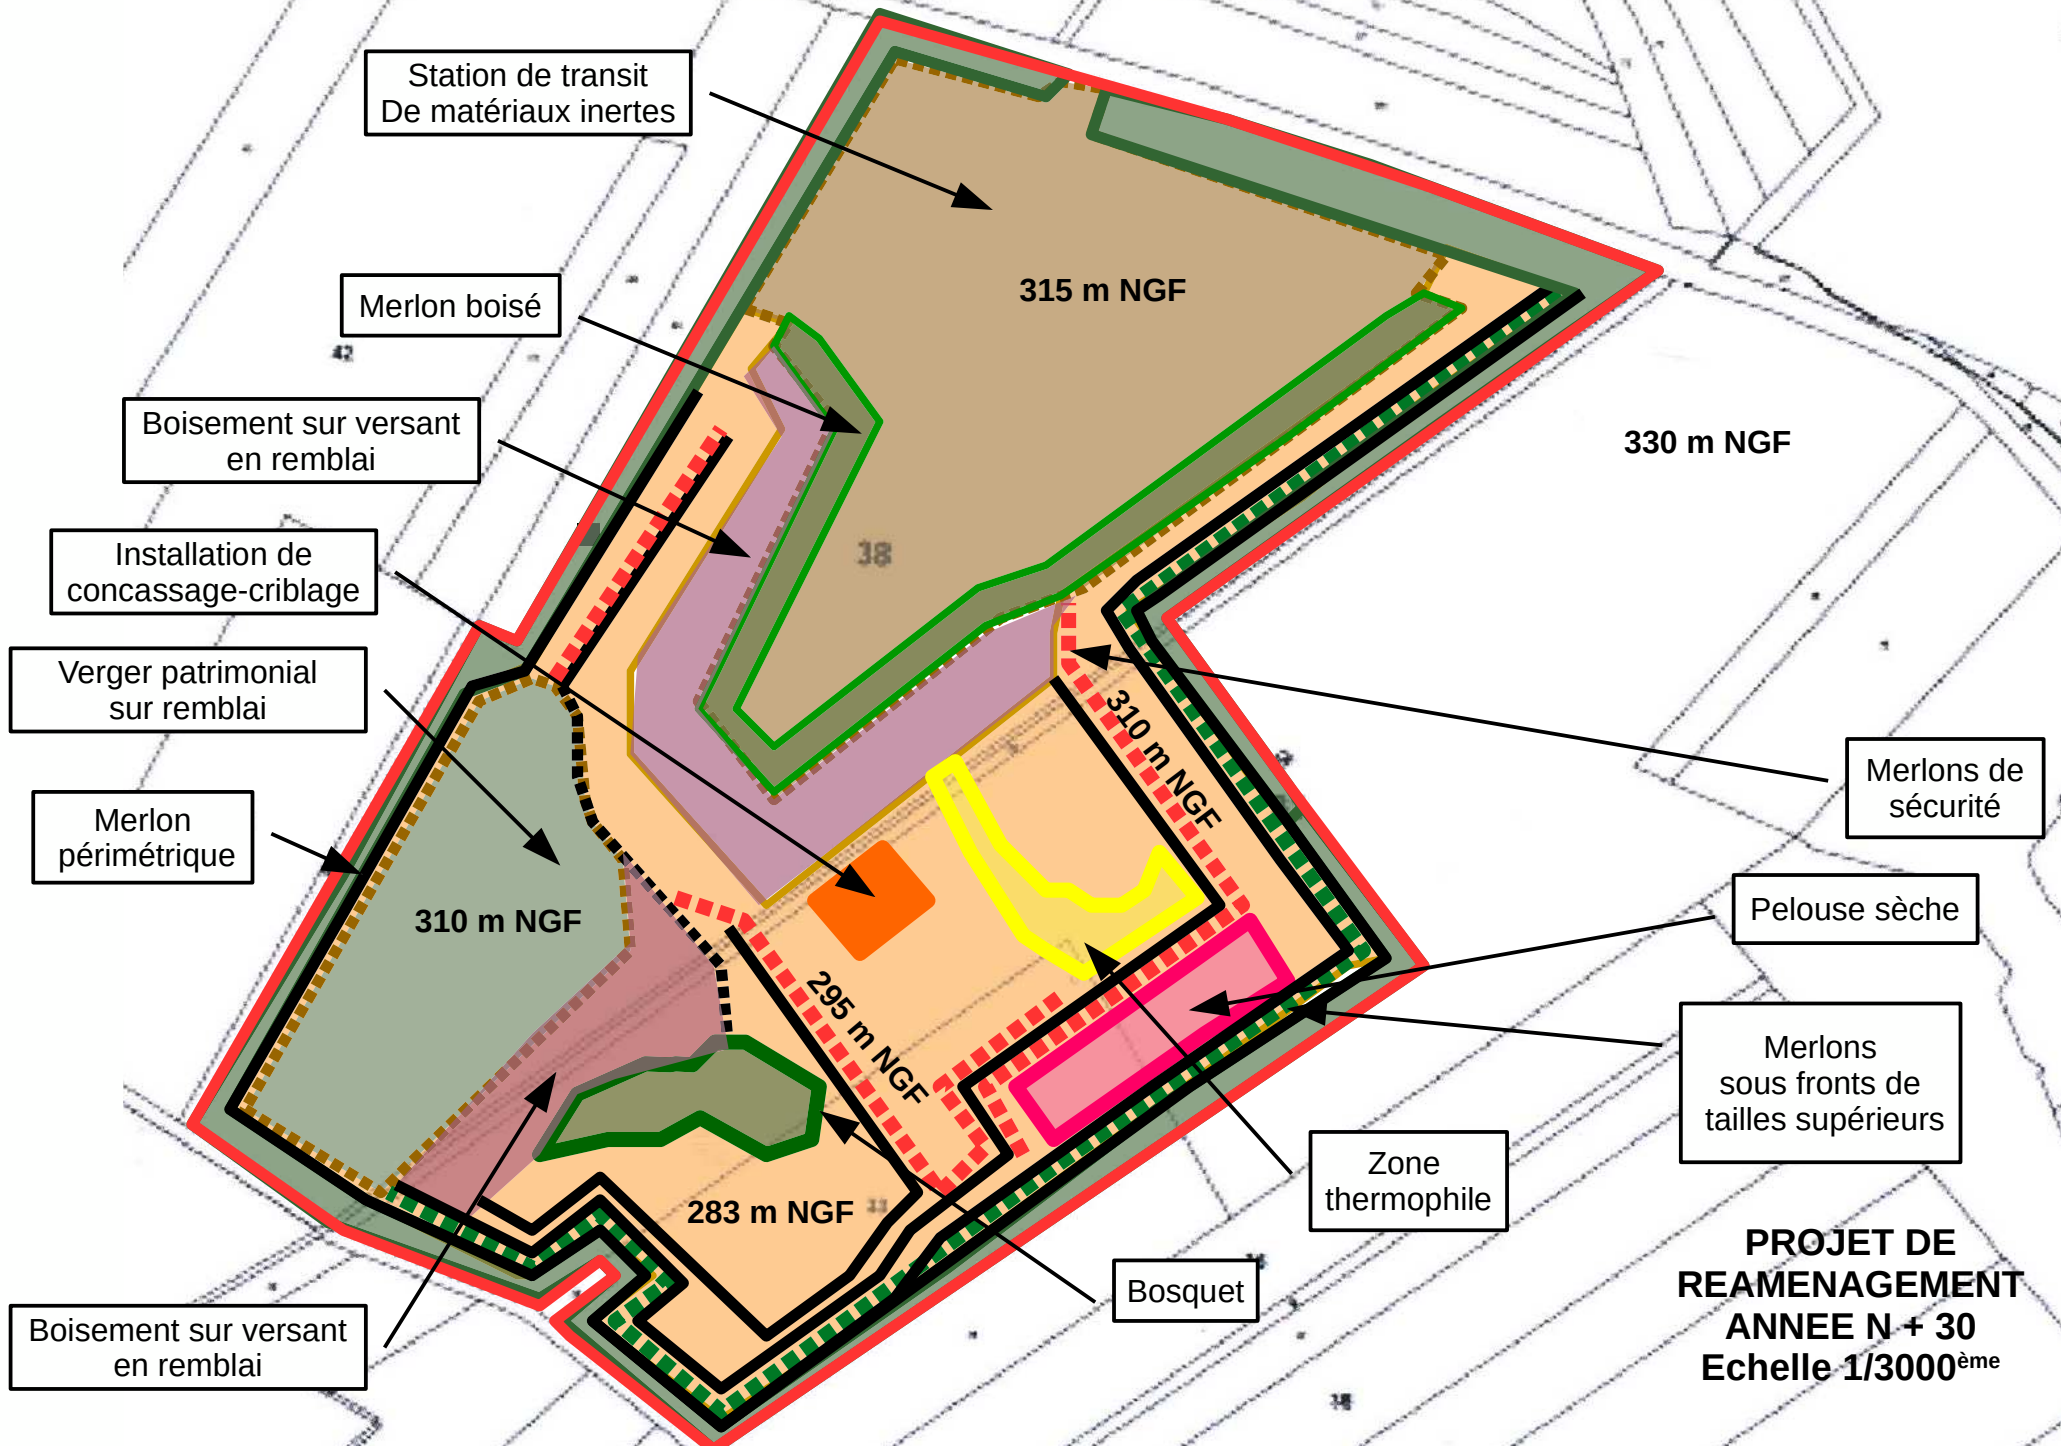 Station de transit
De matériaux inertes
315 m NGF
Merlon boisé
42
Boisement sur versant
en remblai
330 m NGF
38
Installation de
concassage-criblage
Verger patrimonial
sur remblai
310 m NGF
Merlons de
sécurité
Merlon
périmétrique
Pelouse sèche
310 m NGF
295 m NGF
Merlons
sous fronts de
tailles supérieurs
Zone
thermophile
283 m NGF
Bosquet
Boisement sur versant
en remblai
PROJET DE
REAMENAGEMENT
ANNEE N + 30
Echelle 1/3000ème